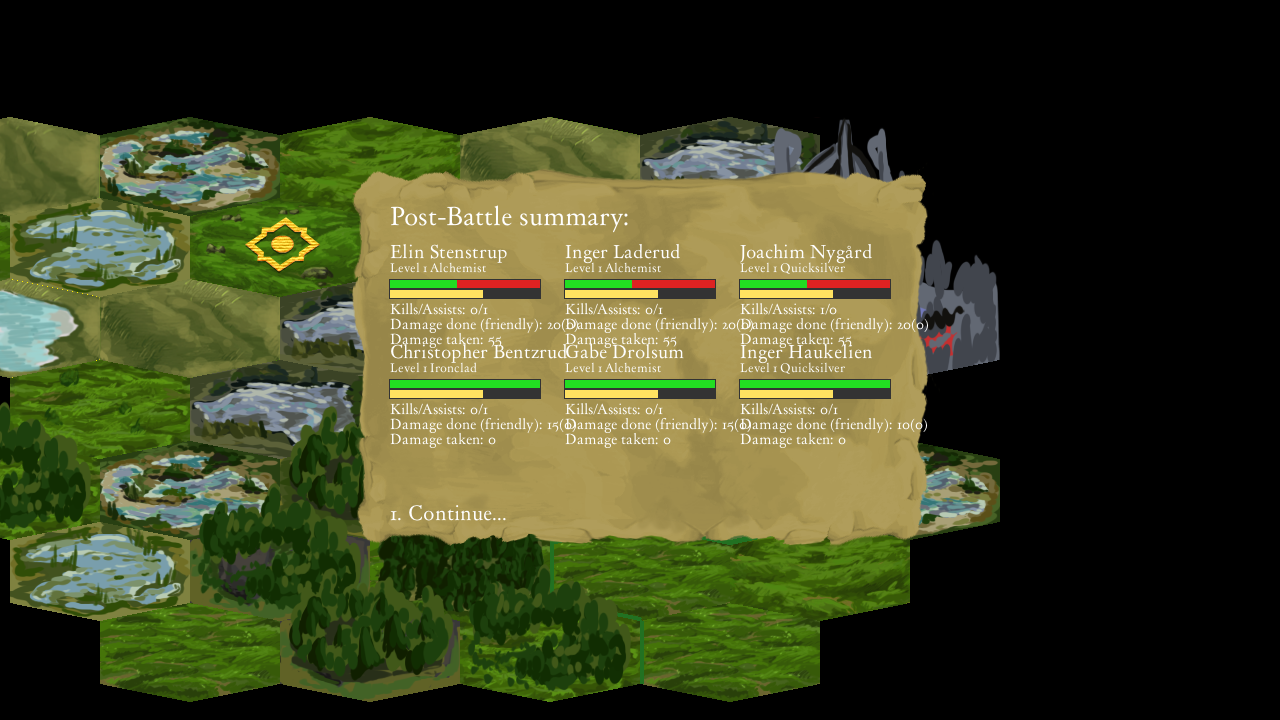 Post-Battle summary:
Elin Stenstrup
Level 1 Alchemist
Kills/Assists: 0/1
Damage done (friendly): 20(0)
Damage taken: 55
Inger Laderud
Level 1 Alchemist
Kills/Assists: 0/1
Damage done (friendly): 20(0)
Damage taken: 55
Joachim Nygård
Level 1 Quicksilver
Kills/Assists: 1/0
Damage done (friendly): 20(0)
Damage taken: 55
Christopher Bentzrud
Level 1 Ironclad
Kills/Assists: 0/1
Damage done (friendly): 15(0)
Damage taken: 0
Gabe Drolsum
Level 1 Alchemist
Kills/Assists: 0/1
Damage done (friendly): 15(0)
Damage taken: 0
Inger Haukelien
Level 1 Quicksilver
Kills/Assists: 0/1
Damage done (friendly): 10(0)
Damage taken: 0
1. Continue...